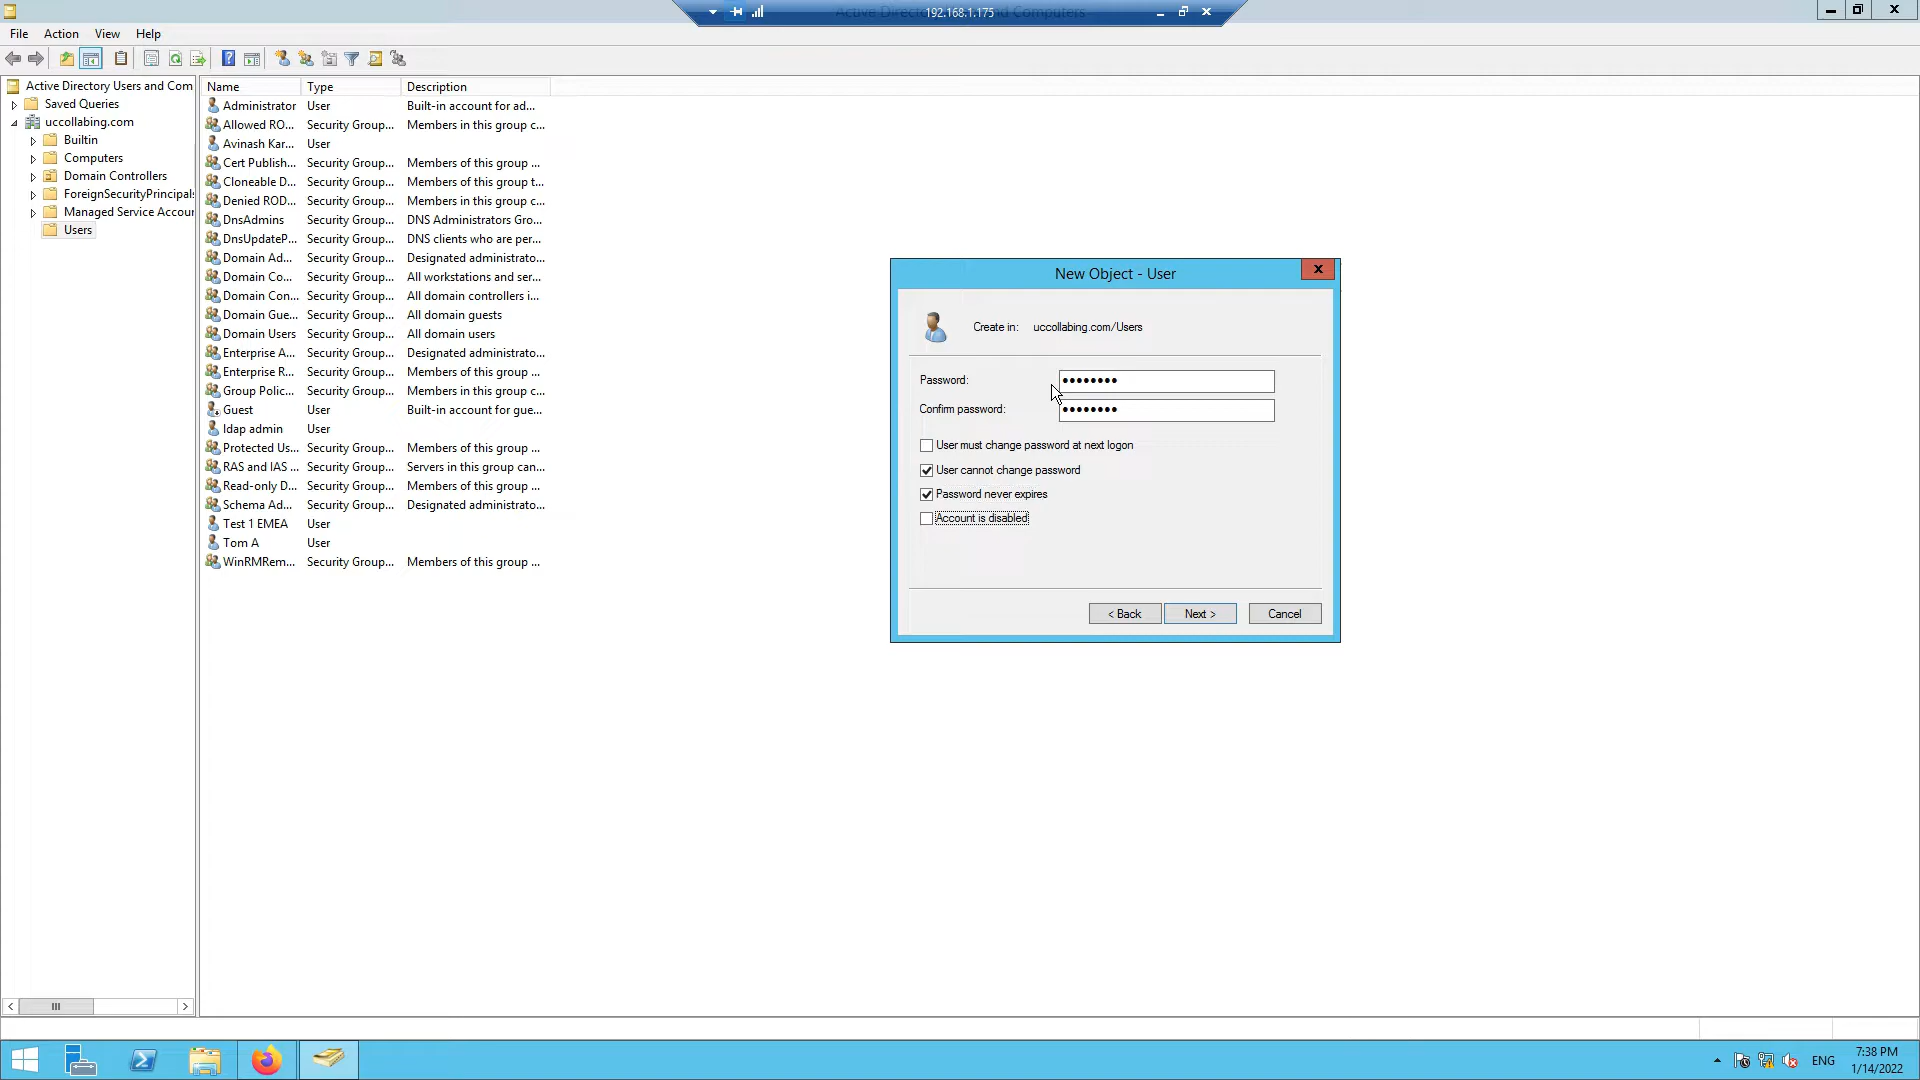 Active Directory Users and Computers
192.168.1.175
File Action View Help
Active Directory Users and Com
Saved Queries
uccollabing.com
Builtin
Computers
Domain Controllers
ForeignSecurityPrincipals
Managed Service Accour
Users
Name Type Description
Administrator User Built-in account for ad...
Allowed RO... Security Group... Members in this group c...
Avinash Kar... User
Cert Publish... Security Group... Members of this group ...
Cloneable D... Security Group... Members of this group t...
Denied ROD... Security Group... Members in this group c...
DnsAdmins Security Group... DNS Administrators Gro...
DnsUpdateP... Security Group... DNS clients who are per...
Domain Ad... Security Group... Designated administrato...
Domain Co... Security Group... All workstations and ser...
Domain Con... Security Group... All domain controllers i...
Domain Gue... Security Group... All domain guests
Domain Users Security Group... All domain users
Enterprise A... Security Group... Designated administrato...
Enterprise R... Security Group... Members of this group ...
Group Polic... Security Group... Members in this group c...
Guest User Built-in account for gue...
ldap admin User
Protected Us... Security Group... Members of this group ...
RAS and IAS ... Security Group... Servers in this group can...
Read-only D... Security Group... Members of this group ...
Schema Ad... Security Group... Designated administrato...
Test 1 EMEA User
Tom A User
WinRMRem... Security Group... Members of this group ...
New Object - User
x
Create in: uccollabing.com/Users
Password: ••••••••
Confirm password: ••••••••
User must change password at next logon
User cannot change password
Password never expires
Account is disabled
< Back Next > Cancel
ENG
7:38 PM
1/14/2022